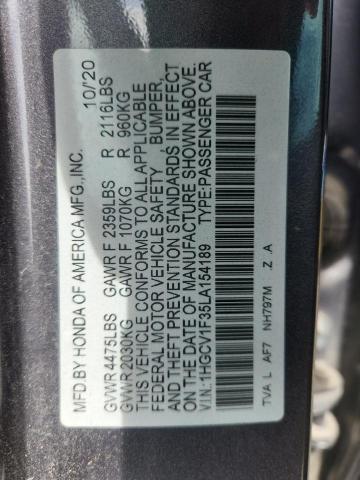 MFD.BY HONDA OF AMERICA MFG.,INC. 10/20
GVWR 4475LBS GAWR F 2359LBS R 2116LBS
GVWR 2030KG GAWR F 1070KG R 960KG
THIS VEHICLE CONFORMS TO ALL APPLICABLE
FEDERAL MOTOR VEHICLE SAFETY , BUMPER,
AND THEFT PREVENTION STANDARDS IN EFFECT
ON THE DATE OF MANUFACTURE SHOWN ABOVE.
V.I.N.:1HGCV1F35LA154189 TYPE:PASSENGER CAR
TVA L AF7 NH797M Z A